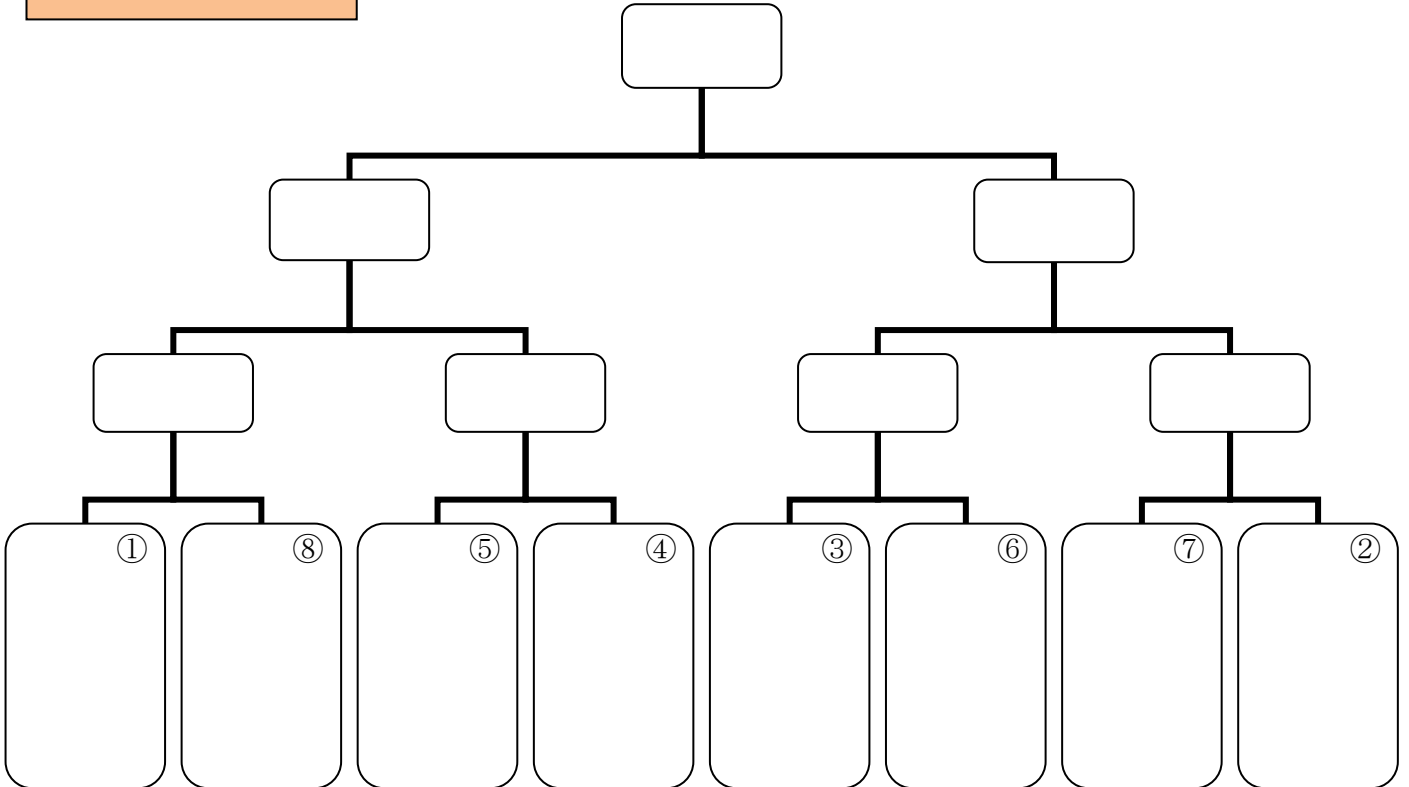 ① ⑧ ⑤ ④ ③ ⑥ ⑦ ②